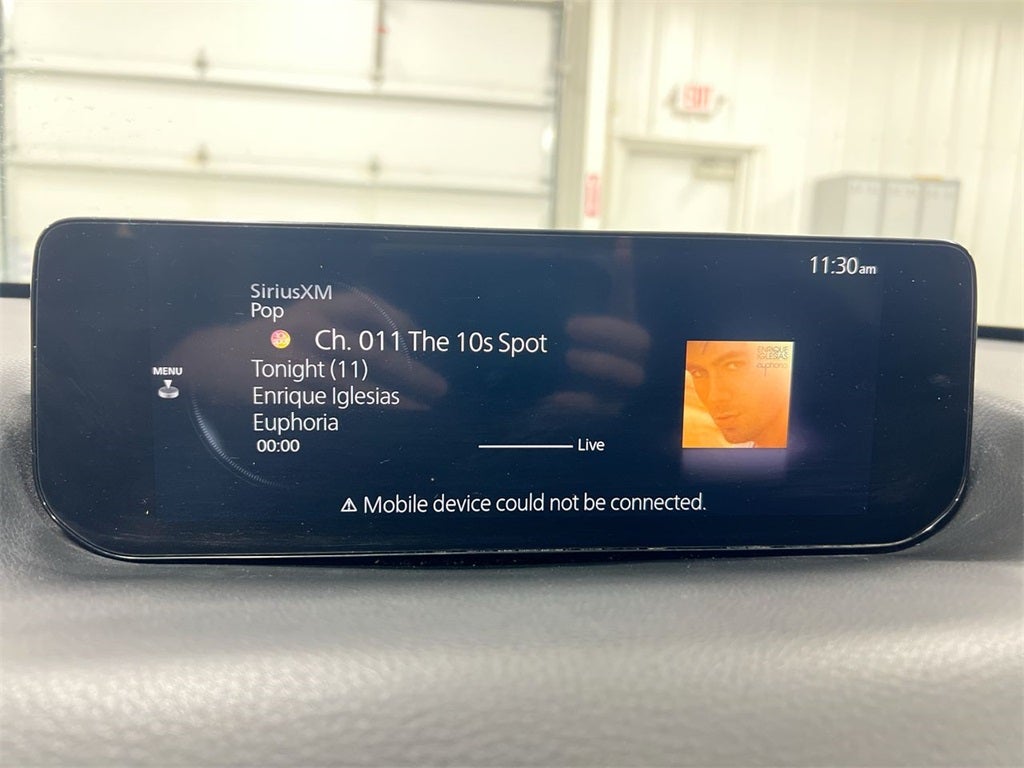 EXIT
11:30am
SiriusXM
Pop
Ch. 011 The 10s Spot
MENU
Tonight (11)
Enrique Iglesias
Euphoria
00:00
Live
ENRIQUE
IGLESIAS
euphoria
⚠ Mobile device could not be connected.